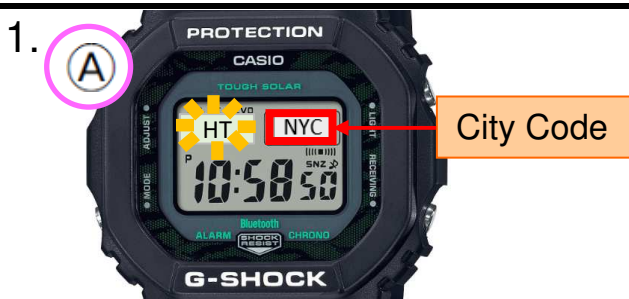 1.
A
PROTECTION
CASIO
TOUGH SOLAR
ADJUST
LIGHT
HT
NYC
City Code
P
SNZ
10:58 50
MODE
RECEIVING
Bluetooth
ALARM
SHOCK
RESIST
CHRONO
G-SHOCK